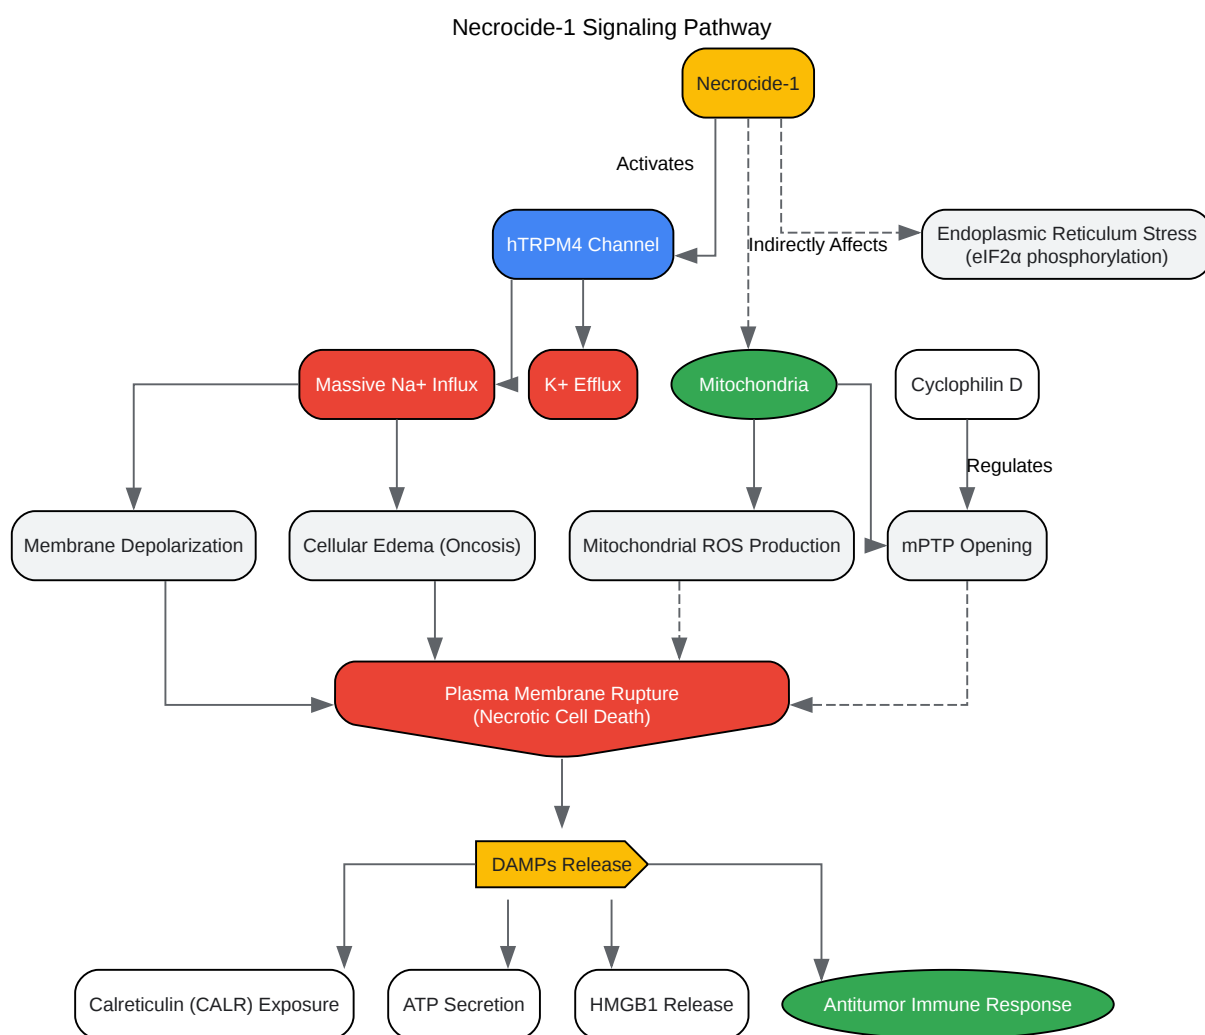 Necrocide-1 Signaling Pathway
Necrocide-1
Activates
hTRPM4 Channel
Indirectly Affects
Endoplasmic Reticulum Stress
(eIF2α phosphorylation)
Massive Na+ Influx
K+ Efflux
Mitochondria
Cyclophilin D
Regulates
Membrane Depolarization
Cellular Edema (Oncosis)
Mitochondrial ROS Production
mPTP Opening
Plasma Membrane Rupture
(Necrotic Cell Death)
DAMPs Release
Calreticulin (CALR) Exposure
ATP Secretion
HMGB1 Release
Antitumor Immune Response